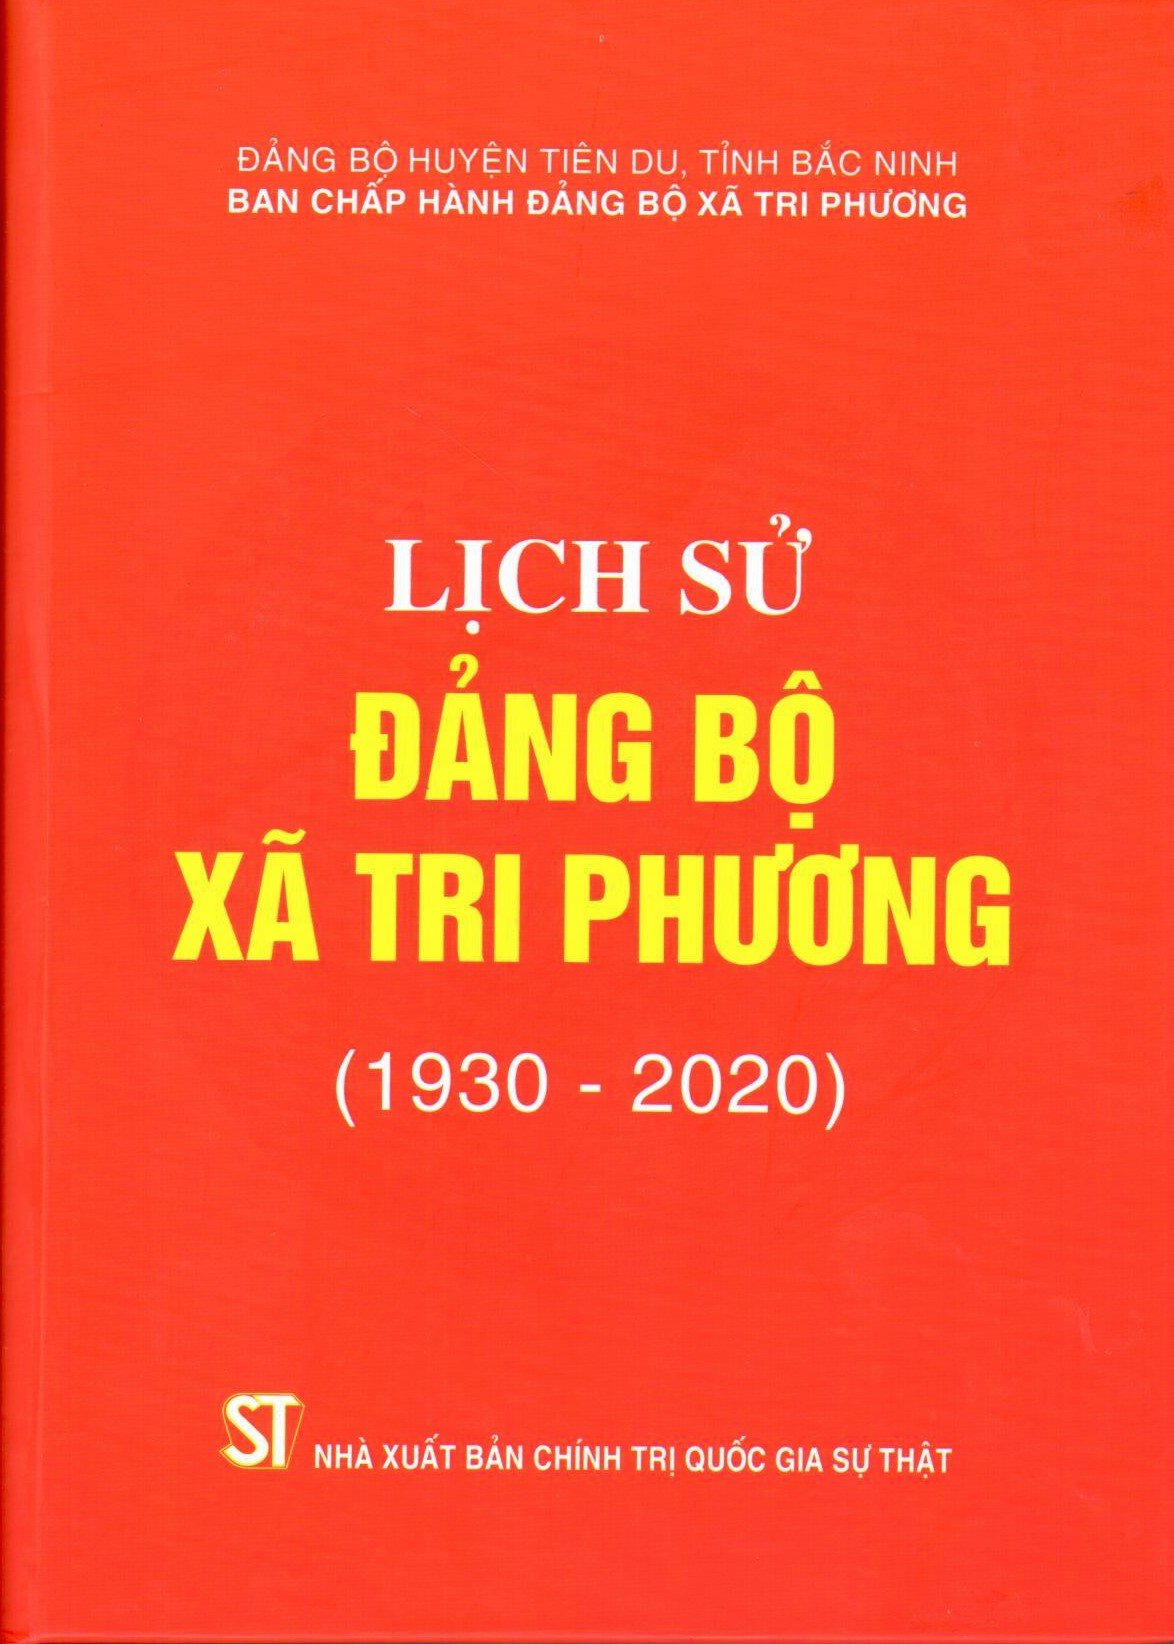 ĐẢNG BỘ HUYỆN TIÊN DU, TỈNH BẮC NINH
BAN CHẤP HÀNH ĐẢNG BỘ XÃ TRI PHƯƠNG
LỊCH SỬ
ĐẢNG BỘ
XÃ TRI PHƯƠNG
(1930 - 2020)
ST NHÀ XUẤT BẢN CHÍNH TRỊ QUỐC GIA SỰ THẬT